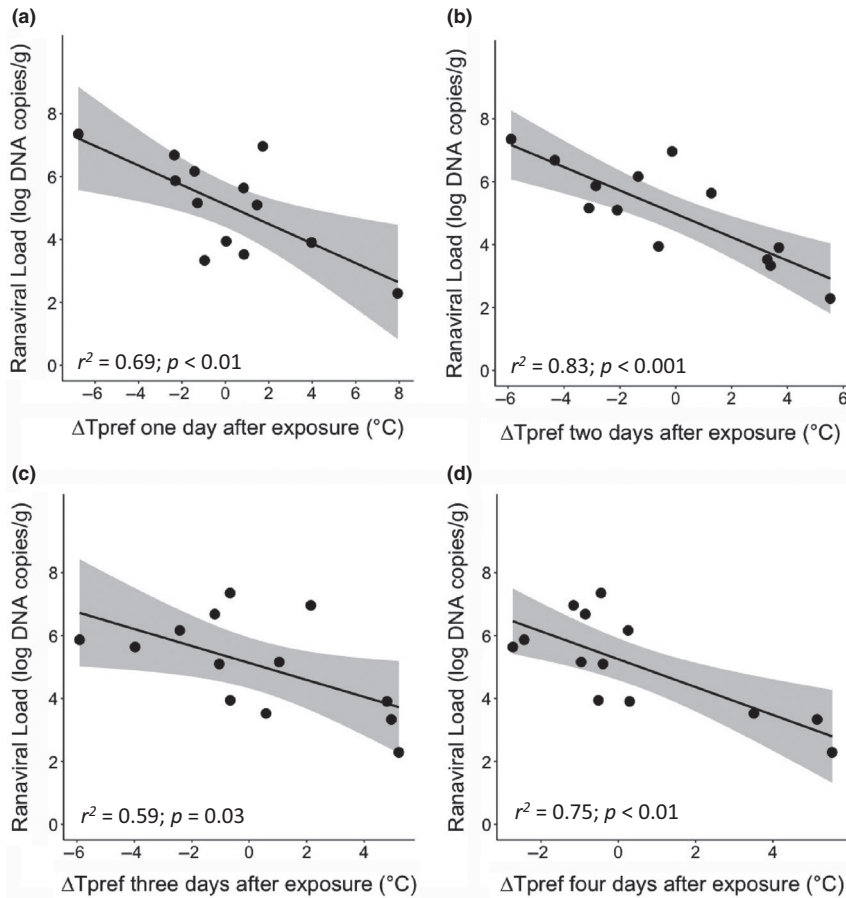 (a)
Ranaviral Load (log DNA copies/g)
8
6
4
2
0
r² = 0.69; p < 0.01
−6 −4 −2 0 2 4 6 8
ΔTpref one day after exposure (°C)
(b)
Ranaviral Load (log DNA copies/g)
8
6
4
2
0
r² = 0.83; p < 0.001
−6 −4 −2 0 2 4 6
ΔTpref two days after exposure (°C)
(c)
Ranaviral Load (log DNA copies/g)
8
6
4
2
0
r² = 0.59; p = 0.03
−6 −4 −2 0 2 4
ΔTpref three days after exposure (°C)
(d)
Ranaviral Load (log DNA copies/g)
8
6
4
2
0
r² = 0.75; p < 0.01
−2 0 2 4
ΔTpref four days after exposure (°C)